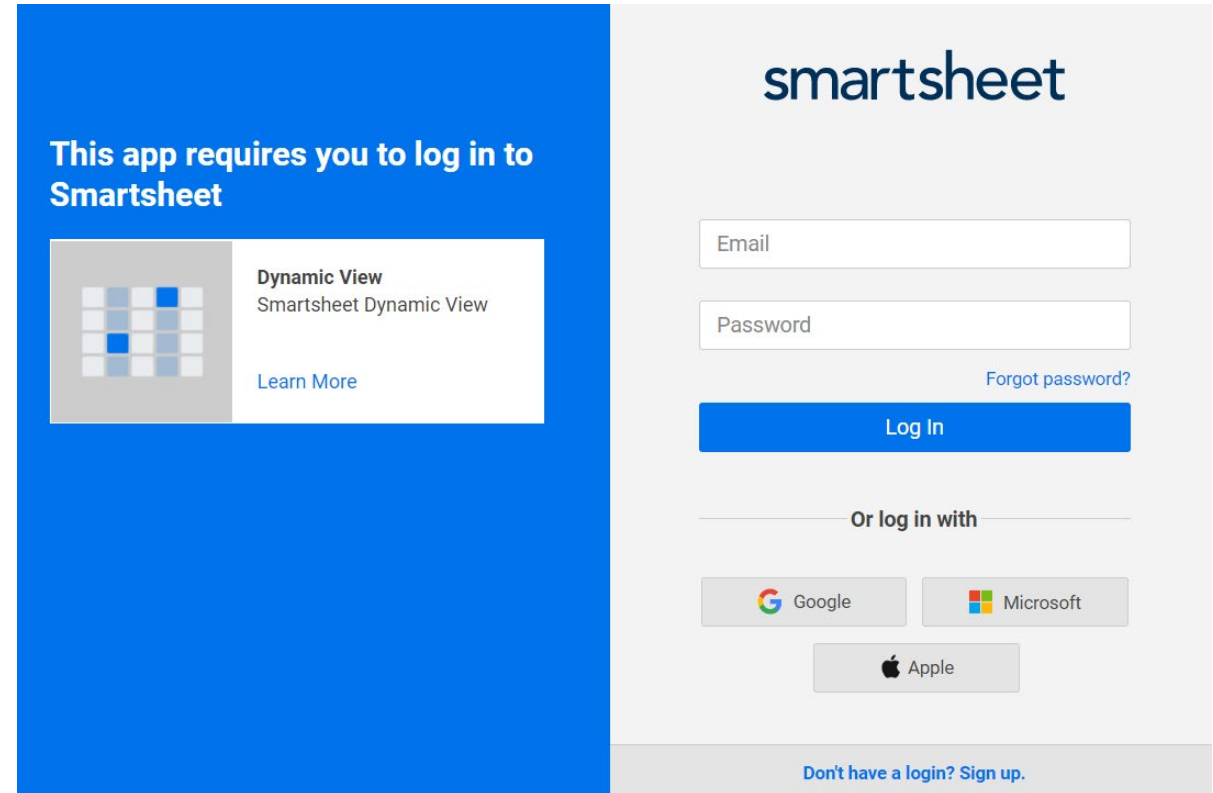 This app requires you to log in to
Smartsheet
Dynamic View
Smartsheet Dynamic View
Learn More
smartsheet
Email
Password
Forgot password?
Log In
Or log in with
Google
Microsoft
Apple
Don't have a login? Sign up.